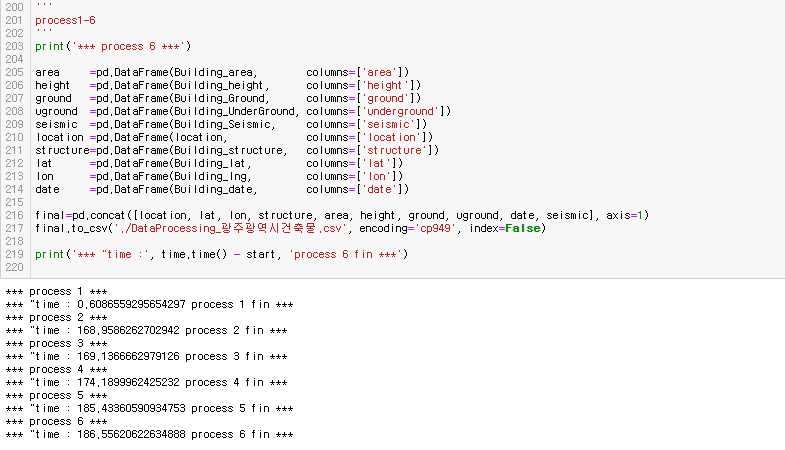 200 '''
201 process1-6
202 '''
203 print('*** process 6 ***')
204
205 area     =pd.DataFrame(Building_area,        columns=['area'])
206 height   =pd.DataFrame(Building_height,      columns=['height'])
207 ground   =pd.DataFrame(Building_Ground,      columns=['ground'])
208 uground  =pd.DataFrame(Building_UnderGround, columns=['underground'])
209 seismic  =pd.DataFrame(Building_Seismic,     columns=['seismic'])
210 location =pd.DataFrame(location,             columns=['location'])
211 structure=pd.DataFrame(Building_structure,   columns=['structure'])
212 lat      =pd.DataFrame(Building_lat,         columns=['lat'])
213 lon      =pd.DataFrame(Building_lng,         columns=['lon'])
214 date     =pd.DataFrame(Building_date,        columns=['date'])
215
216 final=pd.concat([location, lat, lon, structure, area, height, ground, uground, date, seismic], axis=1)
217 final.to_csv('./DataProcessing_광주광역시건축물.csv', encoding='cp949', index=False)
218
219 print('*** "time :', time.time() - start, 'process 6 fin ***')
220
*** process 1 ***
*** "time : 0.6086559295654297 process 1 fin ***
*** process 2 ***
*** "time : 168.9586262702942 process 2 fin ***
*** process 3 ***
*** "time : 169.1366662979126 process 3 fin ***
*** process 4 ***
*** "time : 174.1899962425232 process 4 fin ***
*** process 5 ***
*** "time : 185.43360590934753 process 5 fin ***
*** process 6 ***
*** "time : 186.55620622634888 process 6 fin ***